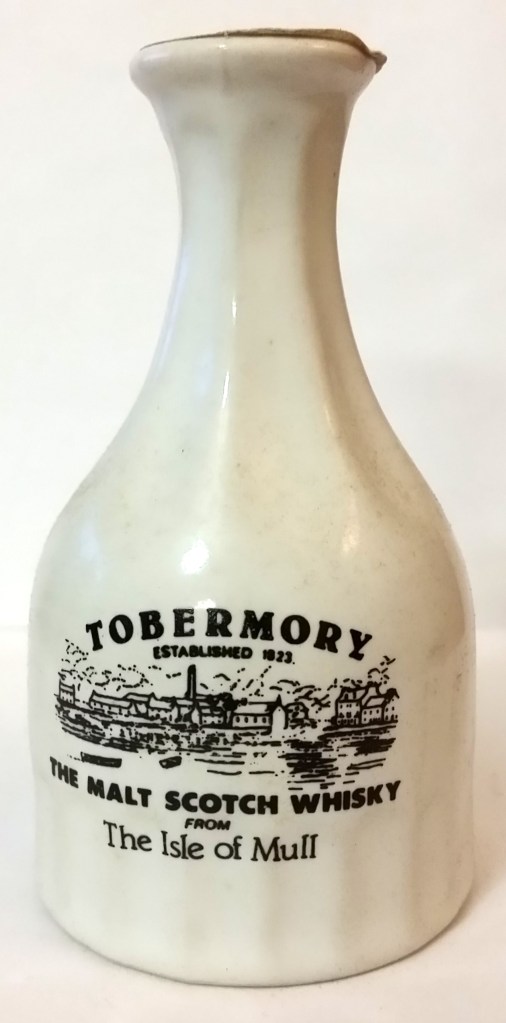 TOBERMORY
ESTABLISHED 1823.
THE MALT SCOTCH WHISKY
FROM
The Isle of Mull